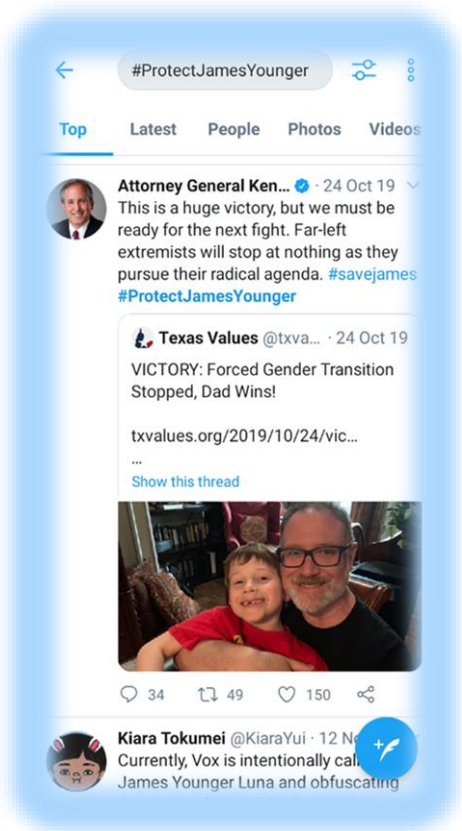 #ProtectJamesYounger
Top Latest People Photos Videos
Attorney General Ken... · 24 Oct 19
This is a huge victory, but we must be
ready for the next fight. Far-left
extremists will stop at nothing as they
pursue their radical agenda. #savejames
#ProtectJamesYounger
Texas Values @txva... · 24 Oct 19
VICTORY: Forced Gender Transition
Stopped, Dad Wins!
txvalues.org/2019/10/24/vic...
...
Show this thread
34 49 150
Kiara Tokumei @KiaraYui · 12
Currently, Vox is intentionally
James Younger Luna and obfuscating